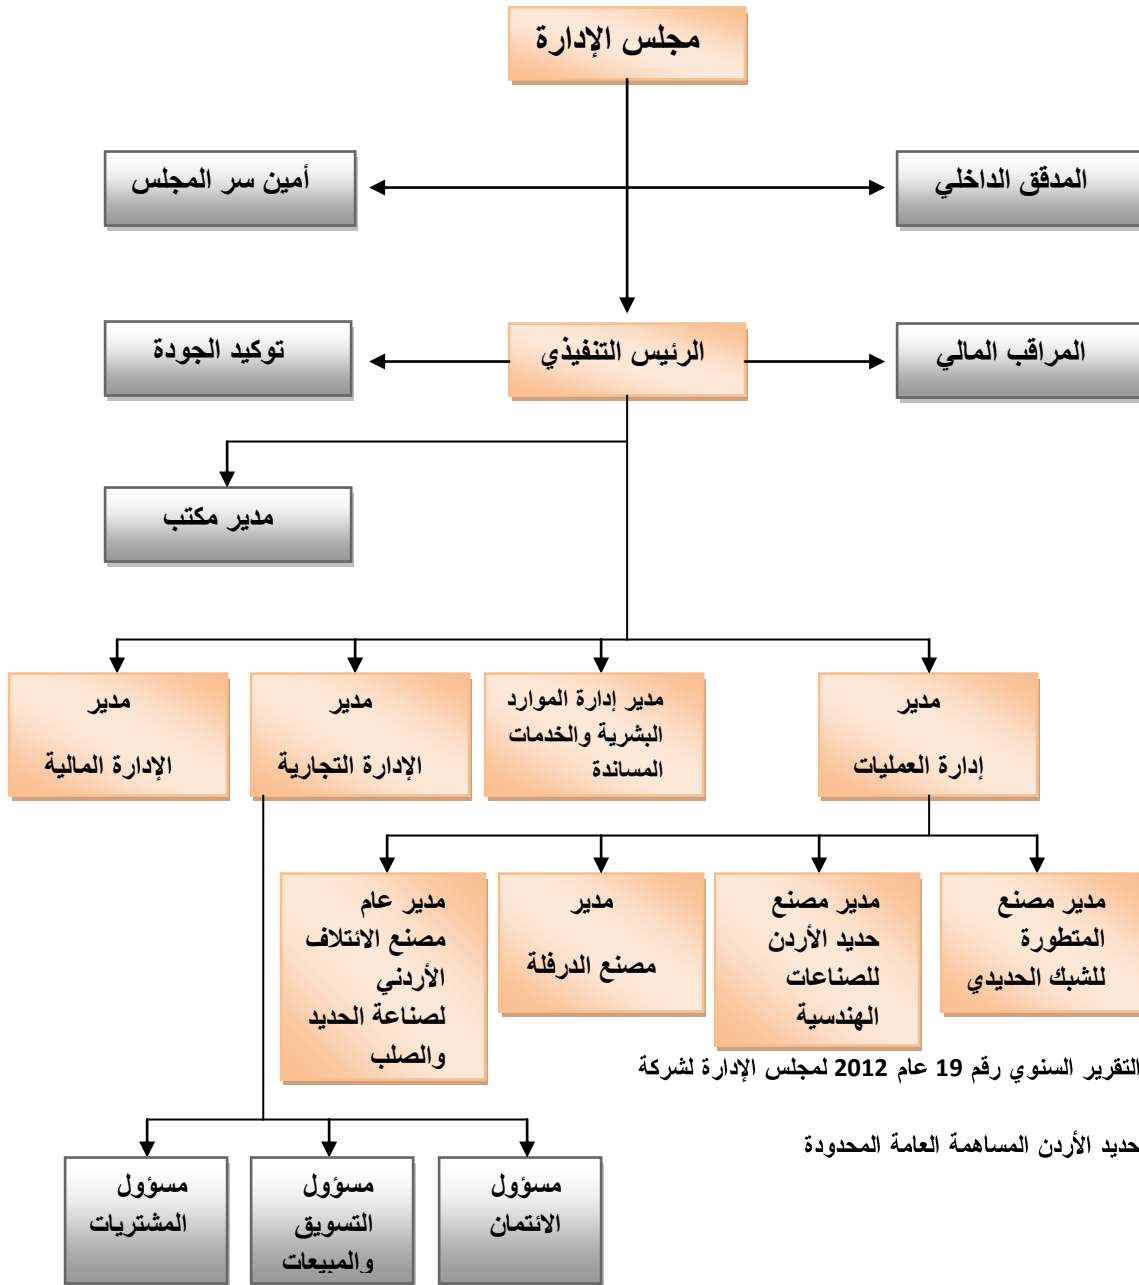 مجلس الإدارة
المدقق الداخلي
أمين سر المجلس
المراقب المالي
الرئيس التنفيذي
توكيد الجودة
مدير مكتب
مدير
إدارة العمليات
مدير إدارة الموارد
البشرية والخدمات
المساندة
مدير
الإدارة التجارية
مدير
الإدارة المالية
مدير مصنع
المتطورة
للشبك الحديدي
مدير مصنع
حديد الأردن
للصناعات
الهندسية
مدير
مصنع الدرفلة
مدير عام
مصنع الائتلاف
الأردني
لصناعة الحديد
والصلب
التقرير السنوي رقم 19 عام 2012 لمجلس الإدارة لشركة
حديد الأردن المساهمة العامة المحدودة
مسؤول
الائتمان
مسؤول
التسويق
والمبيعات
مسؤول
المشتريات